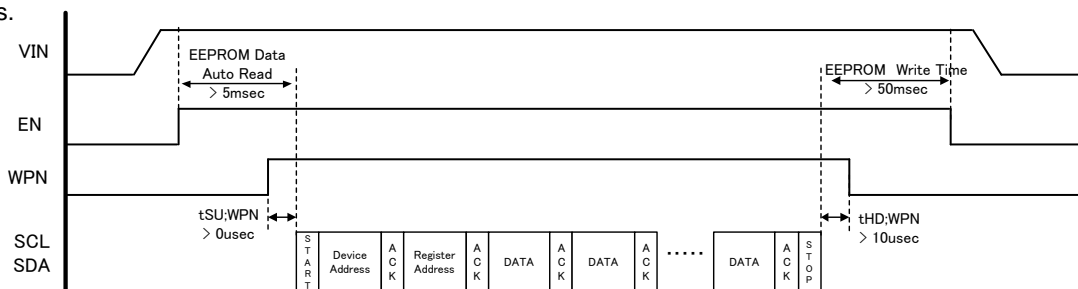 s.
VIN
EEPROM Data
Auto Read
> 5msec
EEPROM Write Time
> 50msec
EN
WPN
tSU;WPN
> 0usec
tHD;WPN
> 10usec
SCL
SDA
START
Device
Address
ACK
Register
Address
ACK
DATA
ACK
DATA
ACK
.....
DATA
ACK
STOP